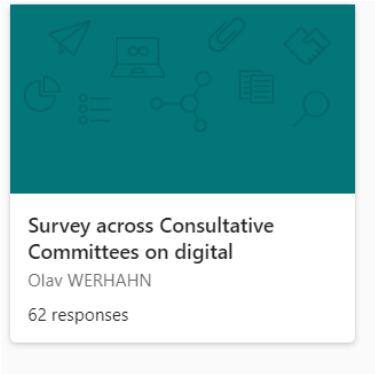 Survey across Consultative
Committees on digital
Olav WERHAHN
62 responses